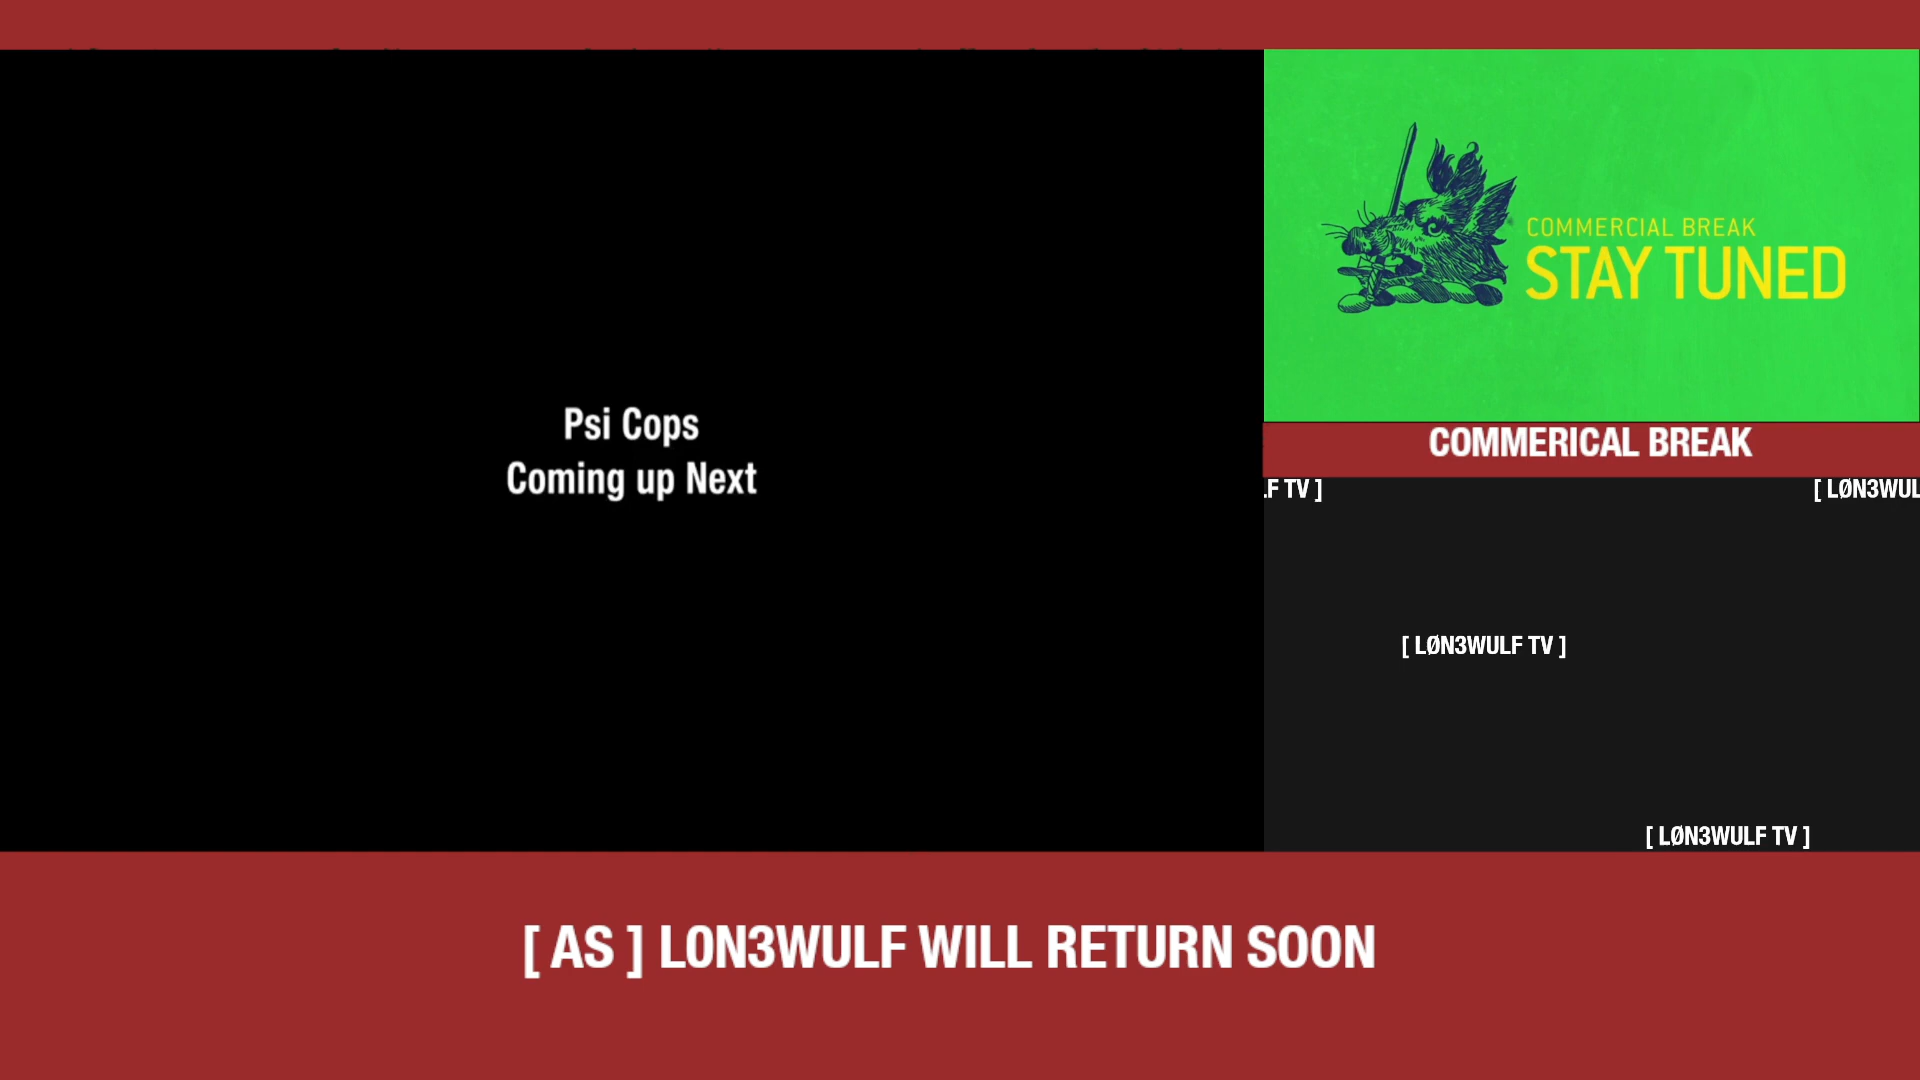 Psi Cops
Coming up Next
COMMERCIAL BREAK
STAY TUNED
COMMERICAL BREAK
LF TV ]
[ LØN3WUL
[ LØN3WULF TV ]
[ LØN3WULF TV ]
[ AS ] LON3WULF WILL RETURN SOON